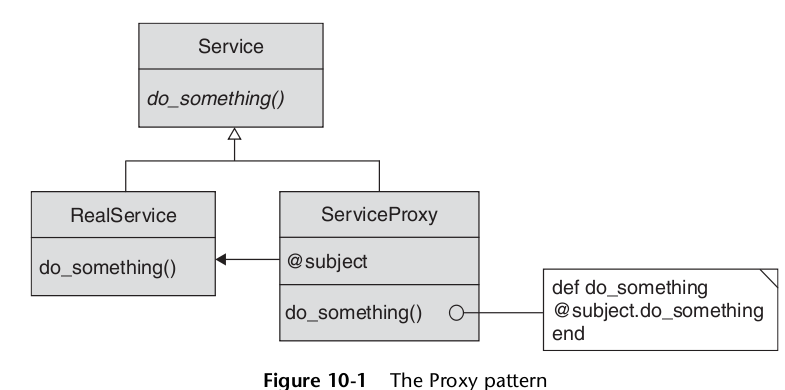 Service
do_something()
RealService
do_something()
ServiceProxy
@subject
do_something()
def do_something
@subject.do_something
end
Figure 10-1 The Proxy pattern